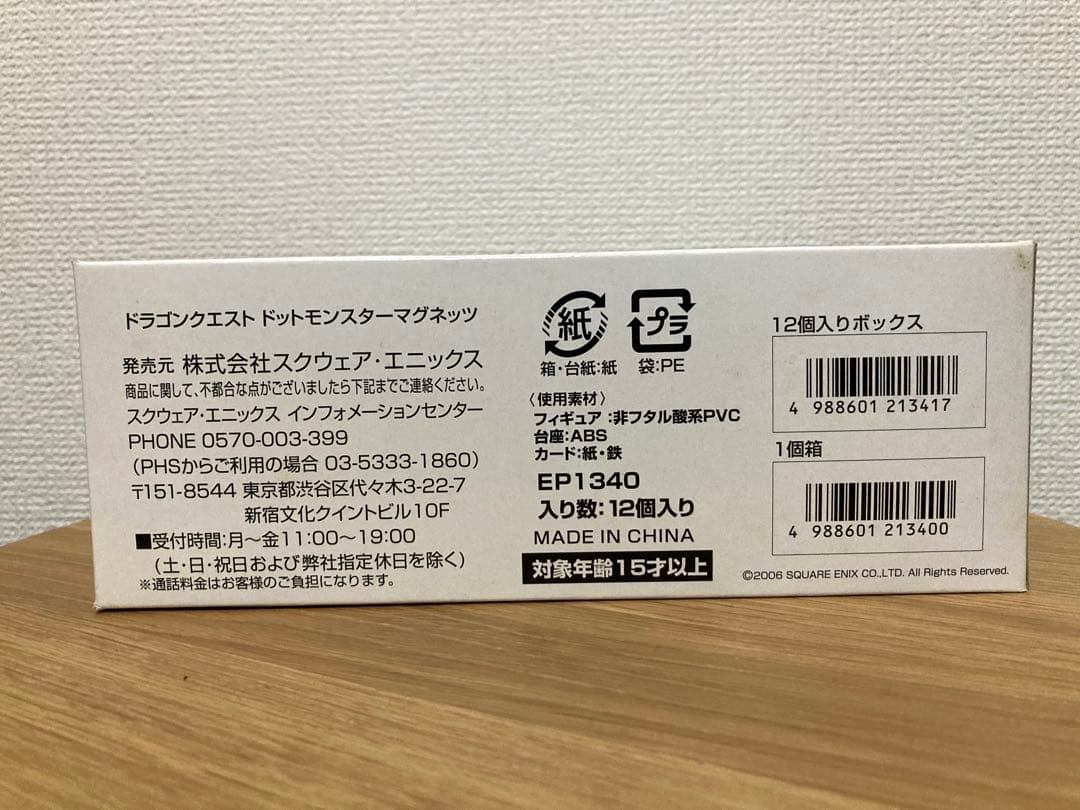 ドラゴンクエスト ドットモンスターマグネッツ
発売元 株式会社スクウェア・エニックス
商品に関して、不都合な点がございましたら下記までご連絡ください。
スクウェア・エニックス インフォメーションセンター
PHONE 0570-003-399
(PHSからご利用の場合 03-5333-1860)
〒151-8544 東京都渋谷区代々木3-22-7
新宿文化クイントビル10F
■受付時間:月〜金11:00〜19:00
(土・日・祝日および弊社指定休日を除く)
※通話料金はお客様のご負担になります。
紙
箱・台紙:紙
プラ
袋:PE
〈使用素材〉
フィギュア:非フタル酸系PVC
台座:ABS
カード:紙・鉄
EP1340
入り数:12個入り
MADE IN CHINA
対象年齢15才以上
12個入りボックス
4 988601 213417
1個箱
4 988601 213400
©2006 SQUARE ENIX CO.,LTD. All Rights Reserved.